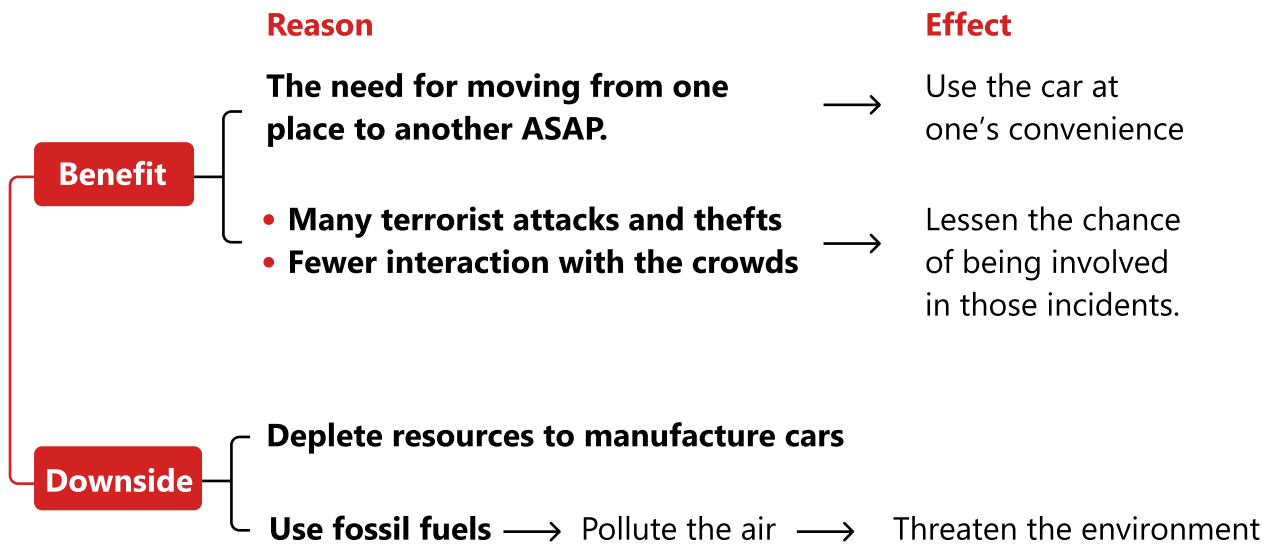 Reason
Effect
The need for moving from one
place to another ASAP.
Use the car at
one’s convenience
Benefit
• Many terrorist attacks and thefts
• Fewer interaction with the crowds
Lessen the chance
of being involved
in those incidents.
Downside
Deplete resources to manufacture cars
Use fossil fuels → Pollute the air → Threaten the environment